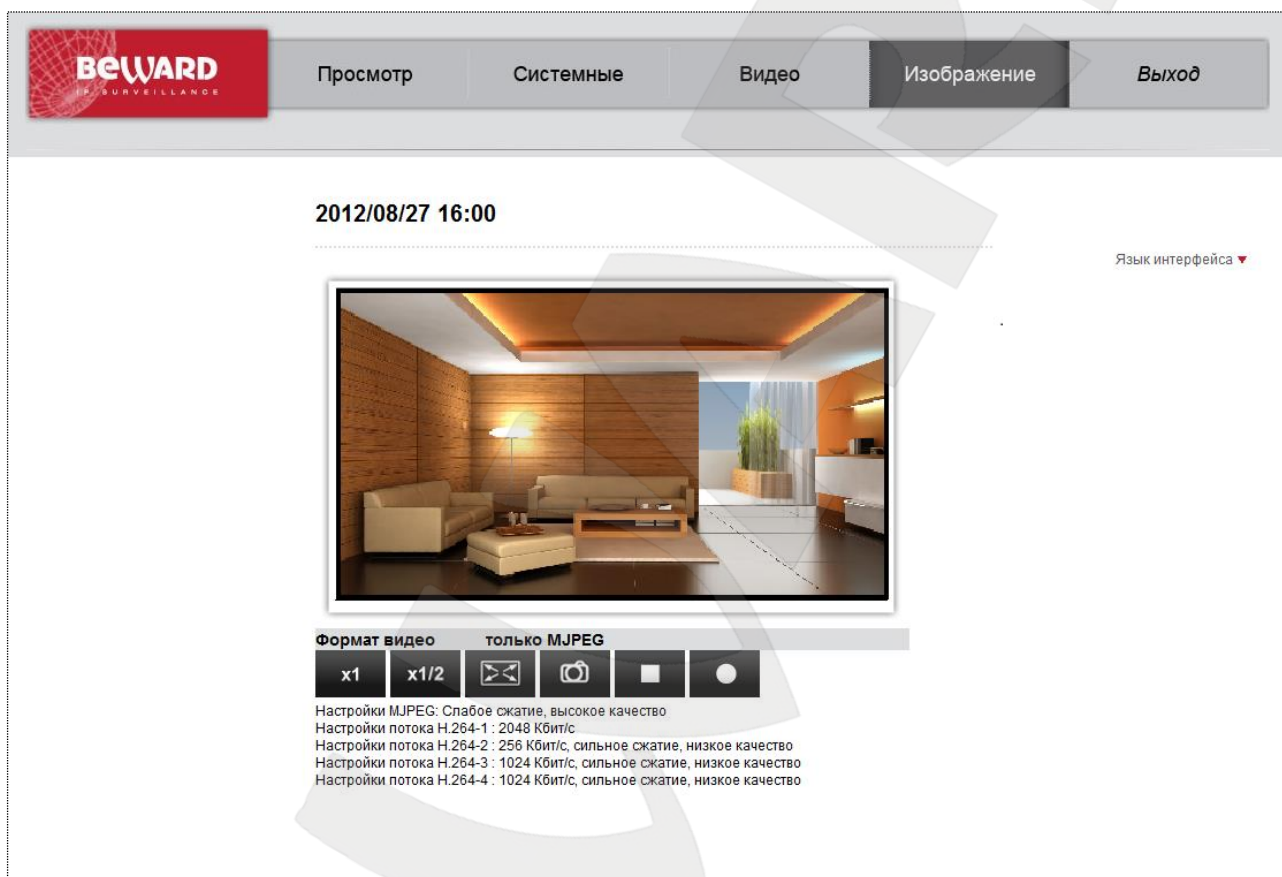 BEWARD
IP SURVEILLANCE
Просмотр
Системные
Видео
Изображение
Выход
2012/08/27 16:00
Язык интерфейса
Формат видео только MJPEG
x1
x1/2
Настройки MJPEG: Слабое сжатие, высокое качество
Настройки потока H.264-1 : 2048 Кбит/с
Настройки потока H.264-2 : 256 Кбит/с, сильное сжатие, низкое качество
Настройки потока H.264-3 : 1024 Кбит/с, сильное сжатие, низкое качество
Настройки потока H.264-4 : 1024 Кбит/с, сильное сжатие, низкое качество